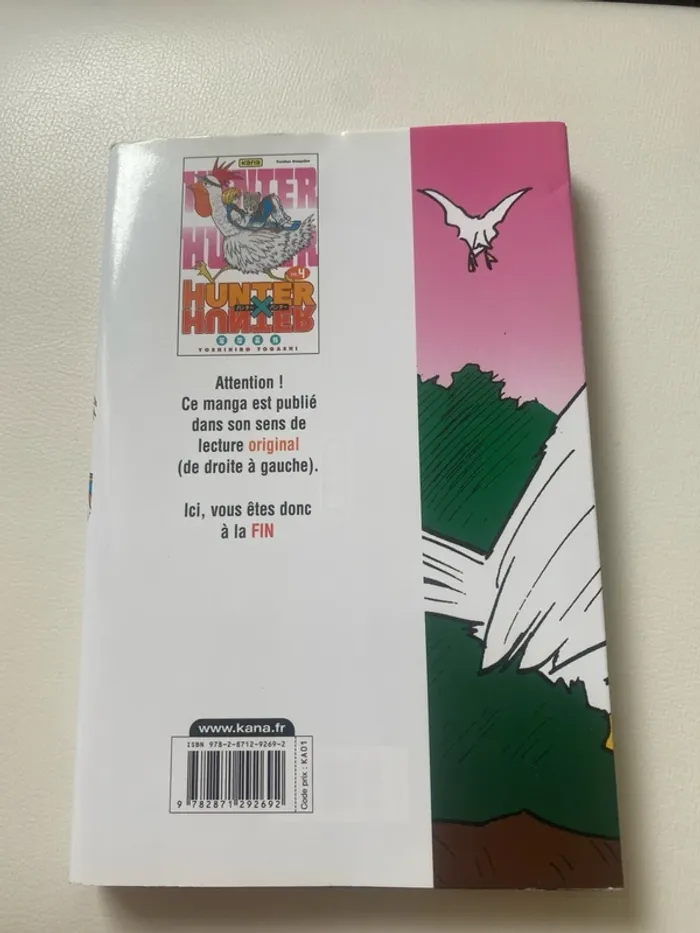 Kana
HUNTER
HUNTER
N°4
HUNTER
X
HUNTER
YOSHIHIRO TOGASHI
Attention !
Ce manga est publié
dans son sens de
lecture original
(de droite à gauche).
Ici, vous êtes donc
à la FIN
www.kana.fr
ISBN 978-2-8712-9269-2
9 782871 292692
Code prix : KA01